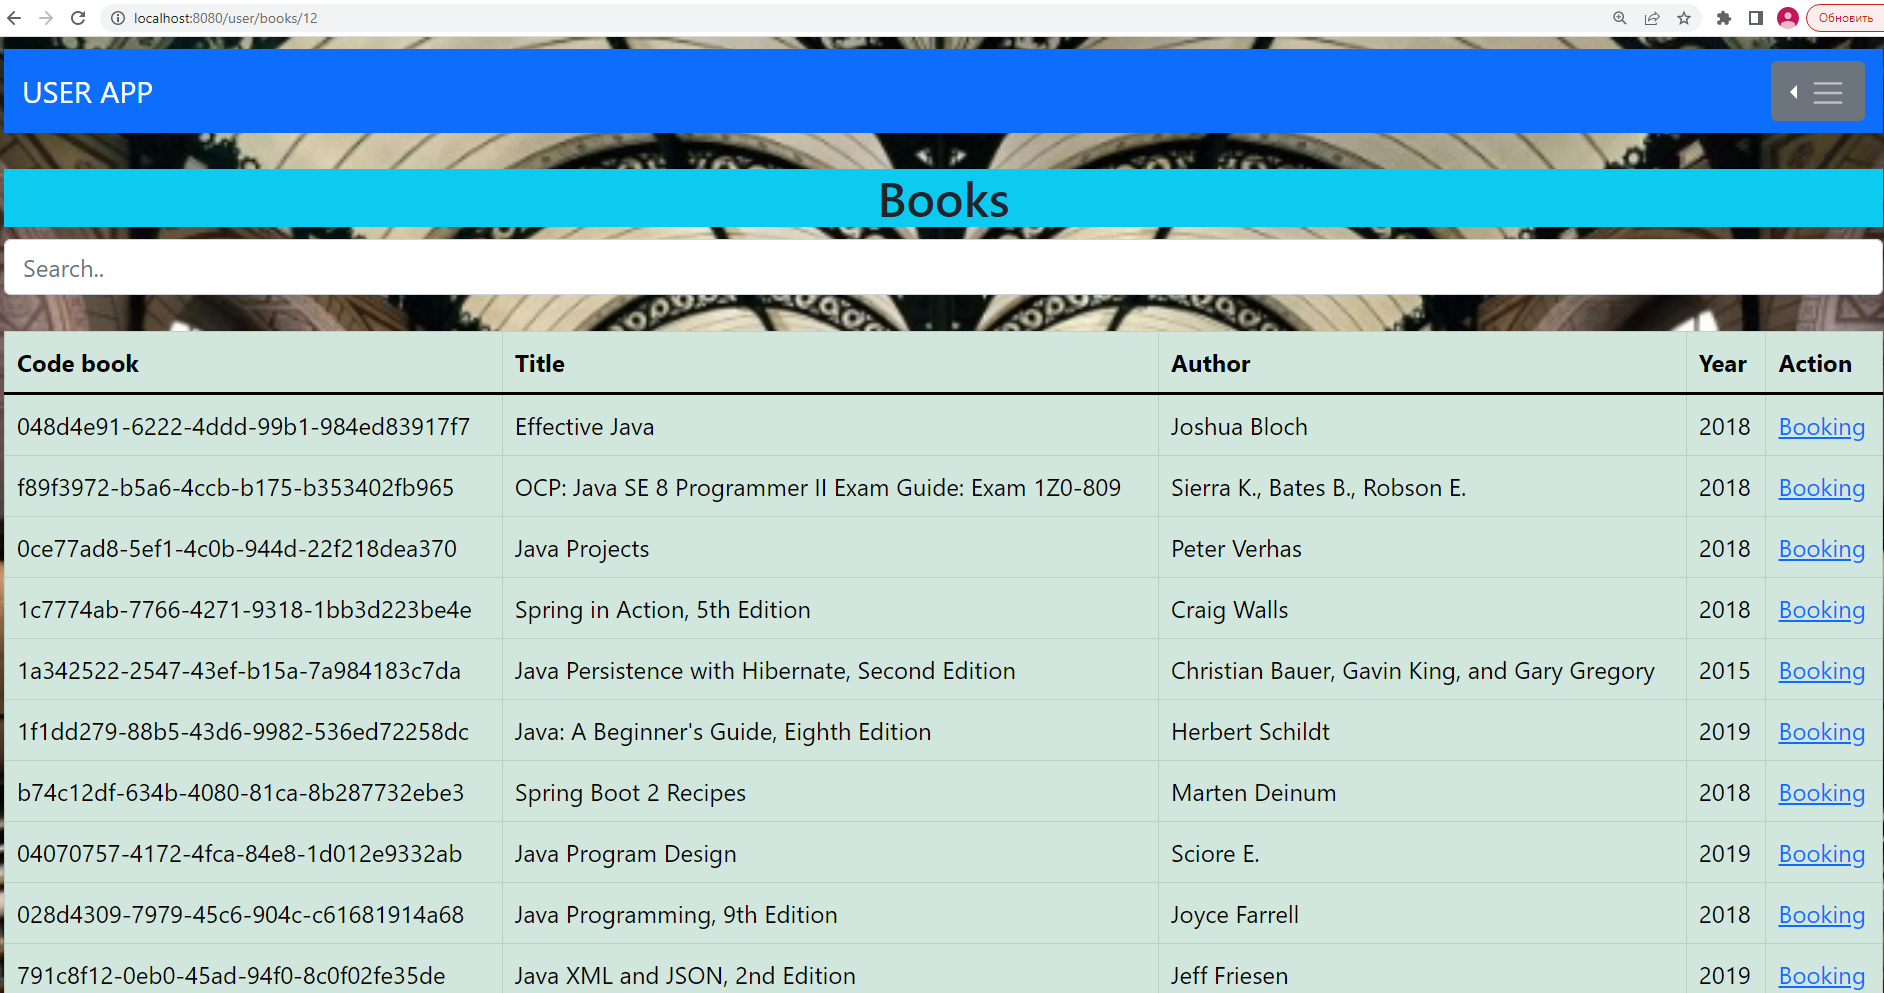 localhost:8080/user/books/12 Обновить
USER APP
Books
Search..
Code book Title Author Year Action
048d4e91-6222-4ddd-99b1-984ed83917f7 Effective Java Joshua Bloch 2018 Booking
f89f3972-b5a6-4ccb-b175-b353402fb965 OCP: Java SE 8 Programmer II Exam Guide: Exam 1Z0-809 Sierra K., Bates B., Robson E. 2018 Booking
0ce77ad8-5ef1-4c0b-944d-22f218dea370 Java Projects Peter Verhas 2018 Booking
1c7774ab-7766-4271-9318-1bb3d223be4e Spring in Action, 5th Edition Craig Walls 2018 Booking
1a342522-2547-43ef-b15a-7a984183c7da Java Persistence with Hibernate, Second Edition Christian Bauer, Gavin King, and Gary Gregory 2015 Booking
1f1dd279-88b5-43d6-9982-536ed72258dc Java: A Beginner's Guide, Eighth Edition Herbert Schildt 2019 Booking
b74c12df-634b-4080-81ca-8b287732ebe3 Spring Boot 2 Recipes Marten Deinum 2018 Booking
04070757-4172-4fca-84e8-1d012e9332ab Java Program Design Sciore E. 2019 Booking
028d4309-7979-45c6-904c-c61681914a68 Java Programming, 9th Edition Joyce Farrell 2018 Booking
791c8f12-0eb0-45ad-94f0-8c0f02fe35de Java XML and JSON, 2nd Edition Jeff Friesen 2019 Booking